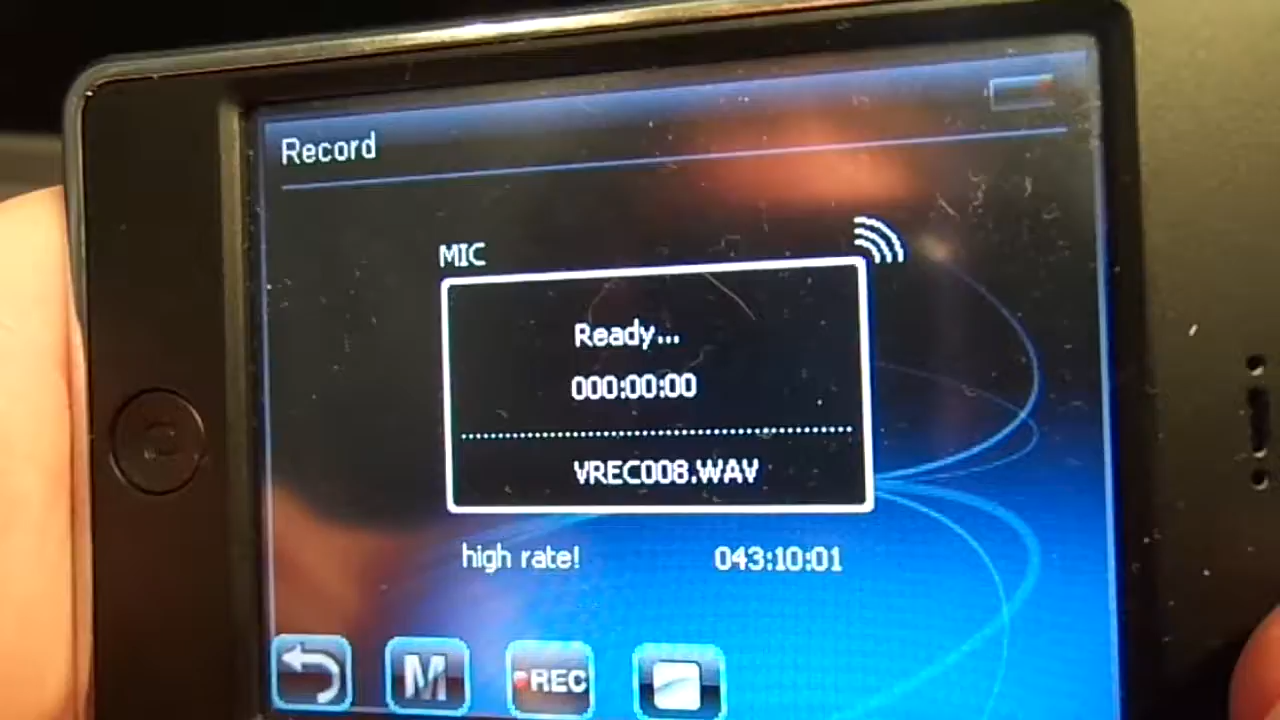 Record
MIC
Ready...
000:00:00
VREC008.WAV
high rate! 043:10:01
M REC